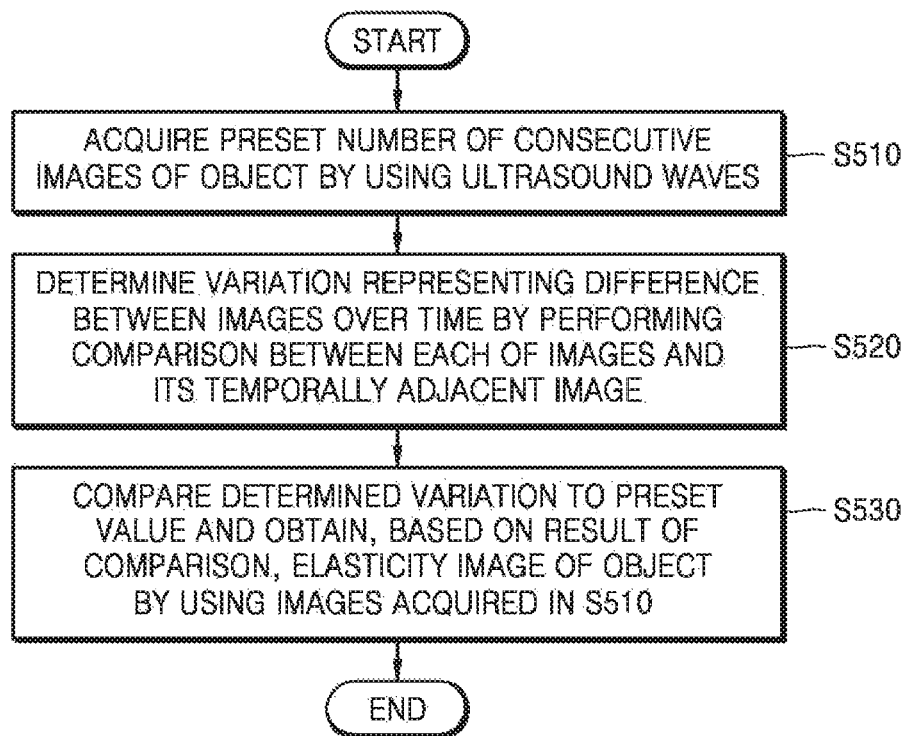 START
ACQUIRE PRESET NUMBER OF CONSECUTIVE
IMAGES OF OBJECT BY USING ULTRASOUND WAVES
S510
DETERMINE VARIATION REPRESENTING DIFFERENCE
BETWEEN IMAGES OVER TIME BY PERFORMING
COMPARISON BETWEEN EACH OF IMAGES AND
ITS TEMPORALLY ADJACENT IMAGE
S520
COMPARE DETERMINED VARIATION TO PRESET
VALUE AND OBTAIN, BASED ON RESULT OF
COMPARISON, ELASTICITY IMAGE OF OBJECT
BY USING IMAGES ACQUIRED IN S510
S530
END